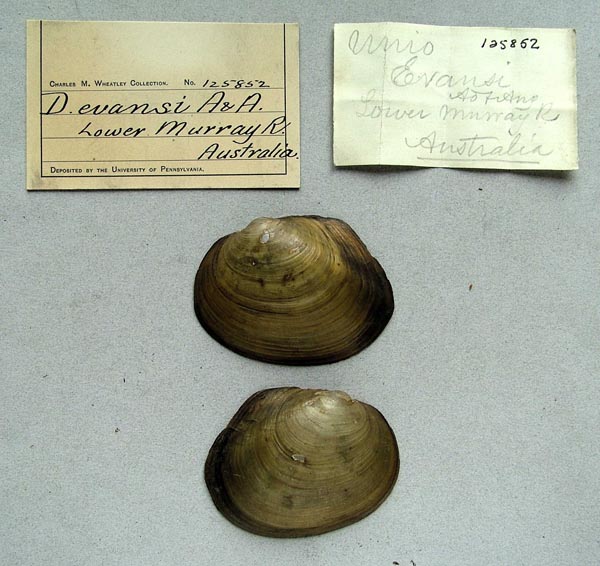 CHARLES M. WHEATLEY COLLECTION. No. 125852
D. evansi A & A.
Lower Murray R.
Australia.
DEPOSITED BY THE UNIVERSITY OF PENNSYLVANIA.
Unio 125852
Evansi
Ad & Ang
Lower Murray R
Australia